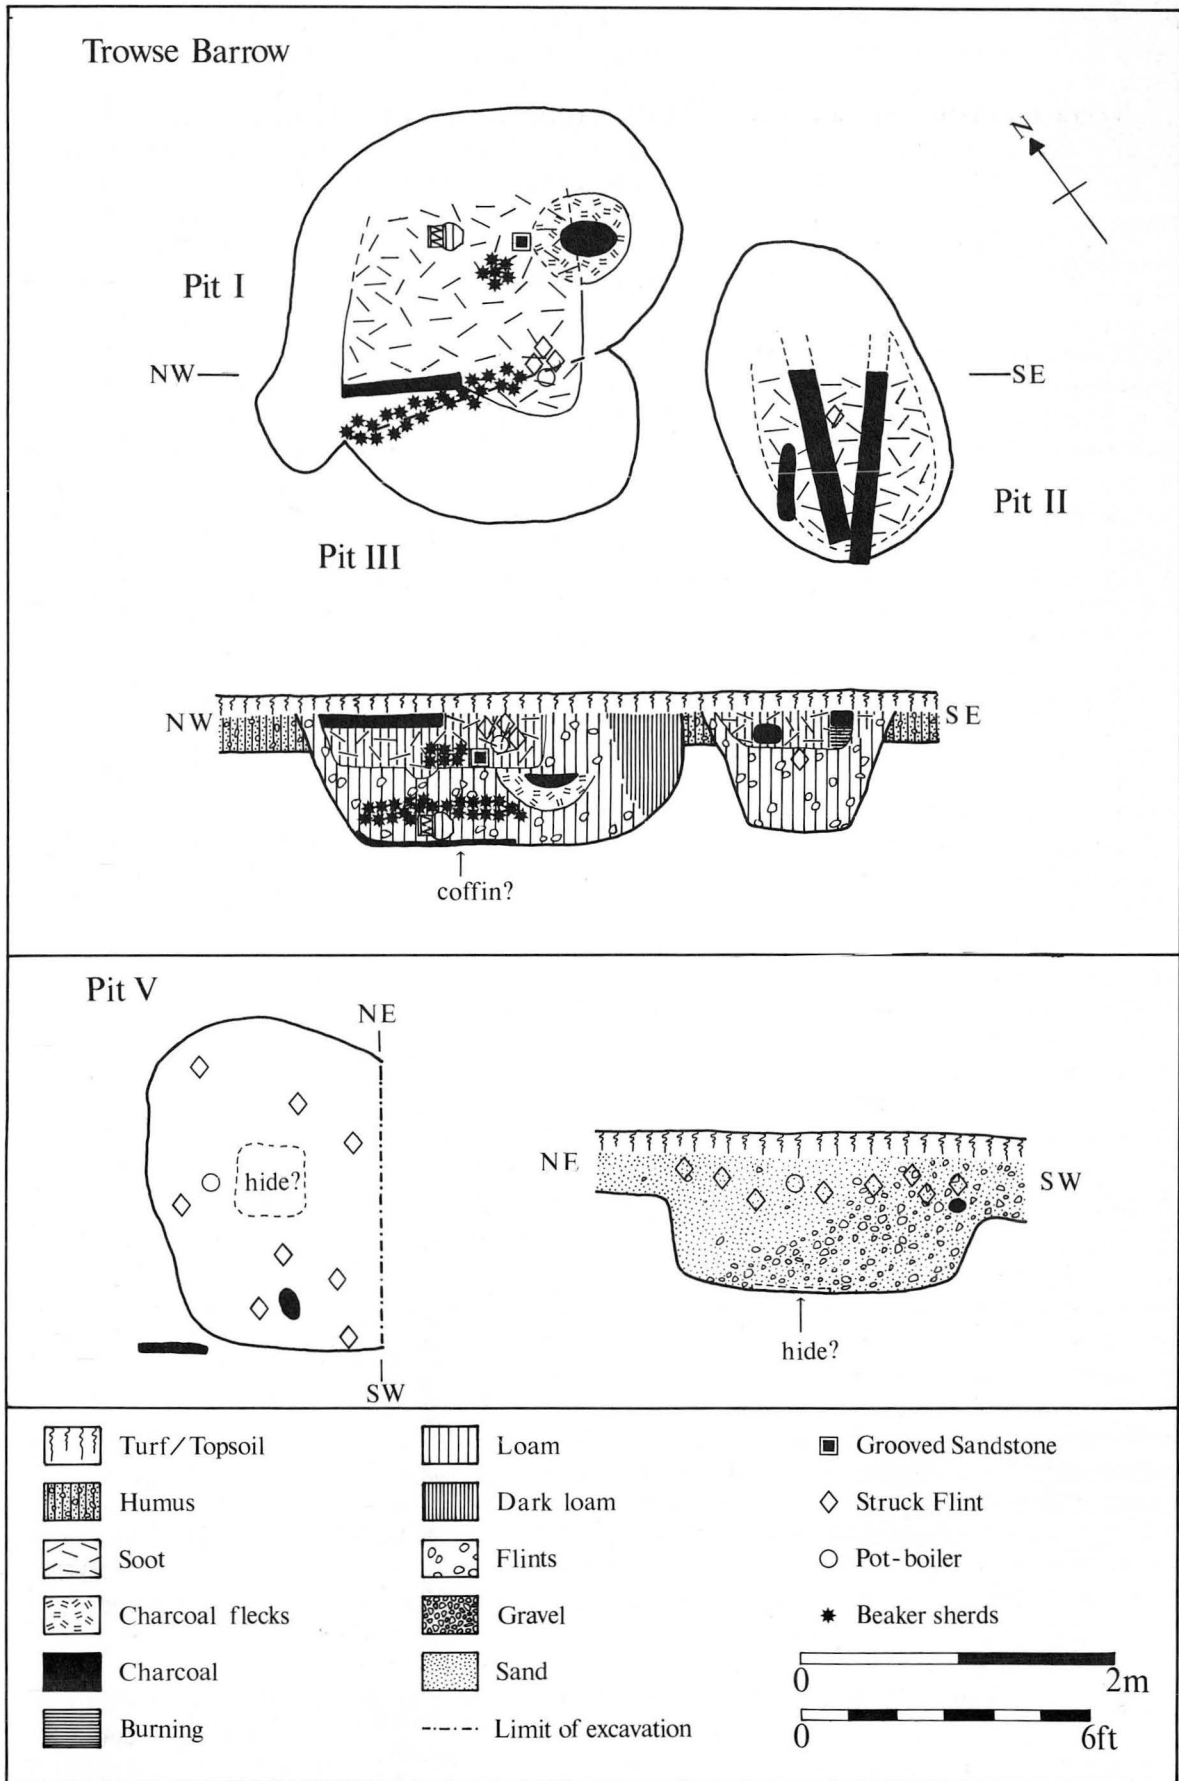 Trowse Barrow
N
Pit I
NW
SE
Pit II
Pit III
NW
SE
coffin?
Pit V
NE
hide?
NE
SW
hide?
SW
Turf/Topsoil
Loam
Grooved Sandstone
Humus
Dark loam
Struck Flint
Soot
Flints
Pot-boiler
Charcoal flecks
Gravel
Beaker sherds
Charcoal
Sand
0 2m
Burning
Limit of excavation
0 6ft